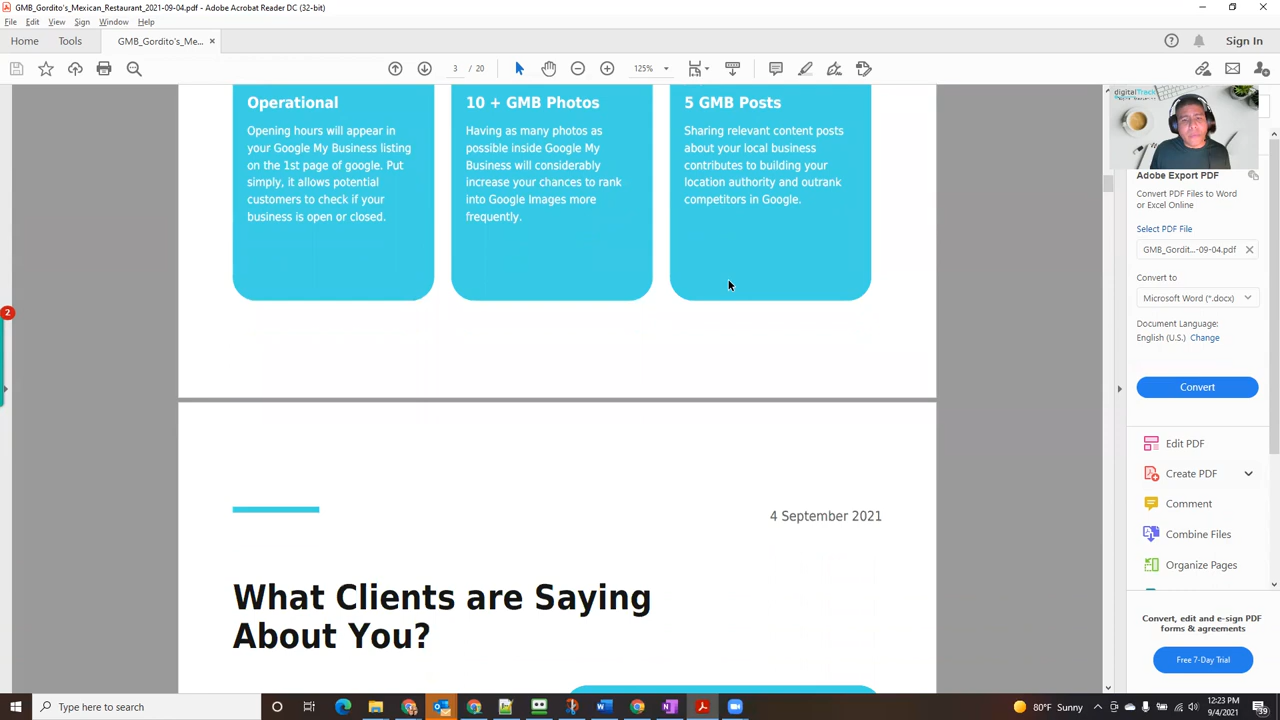 GMB_Gordito's_Mexican_Restaurant_2021-09-04.pdf - Adobe Acrobat Reader DC (32-bit)
File Edit View Sign Window Help
Home Tools GMB_Gordito's_Me... × Sign In
3 / 20 125%
digitalTrack
Operational
Opening hours will appear in
your Google My Business listing
on the 1st page of google. Put
simply, it allows potential
customers to check if your
business is open or closed.
10 + GMB Photos
Having as many photos as
possible inside Google My
Business will considerably
increase your chances to rank
into Google Images more
frequently.
5 GMB Posts
Sharing relevant content posts
about your local business
contributes to building your
location authority and outrank
competitors in Google.
2
4 September 2021
What Clients are Saying
About You?
Adobe Export PDF
Convert PDF Files to Word
or Excel Online
Select PDF File
GMB_Gordit...-09-04.pdf
Convert to
Microsoft Word (*.docx)
Document Language:
English (U.S.) Change
Convert
Edit PDF
Create PDF
Comment
Combine Files
Organize Pages
Convert, edit and e-sign PDF
forms & agreements
Free 7-Day Trial
Type here to search
80°F Sunny
12:23 PM
9/4/2021
39